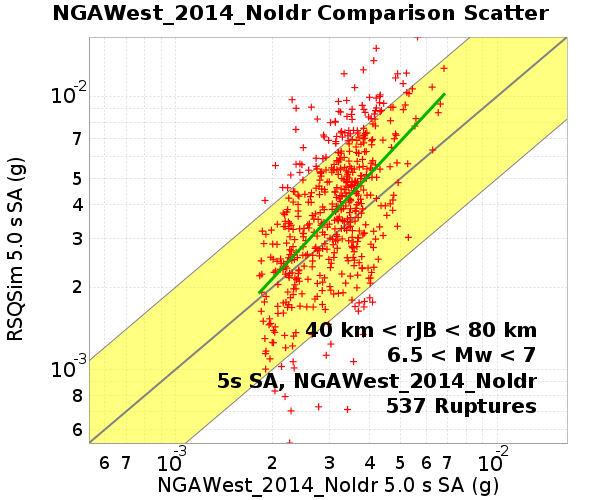 NGAWest_2014_NoIdr Comparison Scatter
10-2
7
5
4
3
2
10-3
8
6
RSQSim 5.0 s SA (g)
40 km < rJB < 80 km
6.5 < Mw < 7
5s SA, NGAWest_2014_NoIdr
537 Ruptures
6 7 10-3 2 3 4 5 6 7 10-2
NGAWest_2014_NoIdr 5.0 s SA (g)